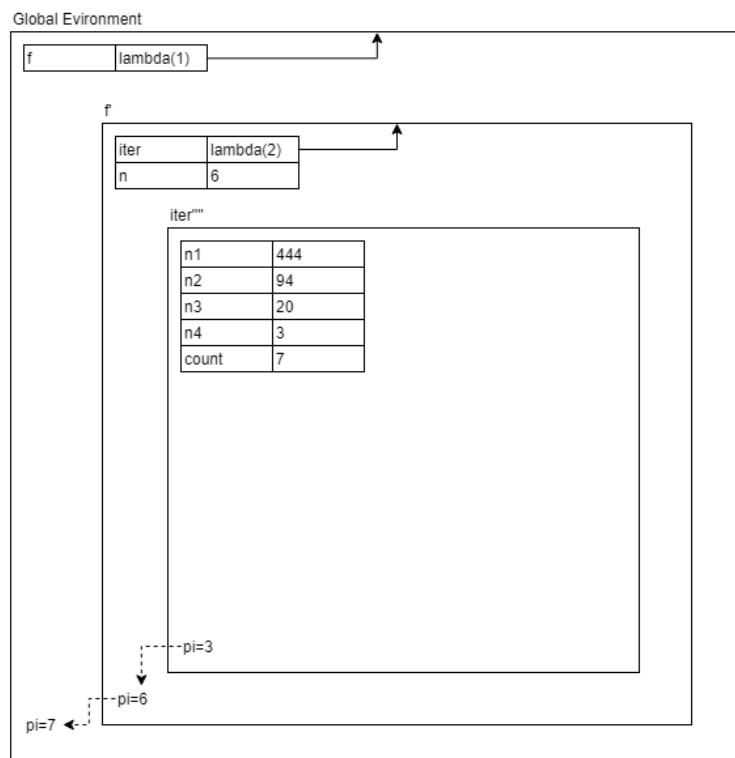 Global Evironment
f lambda(1)
f'
iter lambda(2)
n 6
iter''''
n1 444
n2 94
n3 20
n4 3
count 7
pi=3
pi=6
pi=7